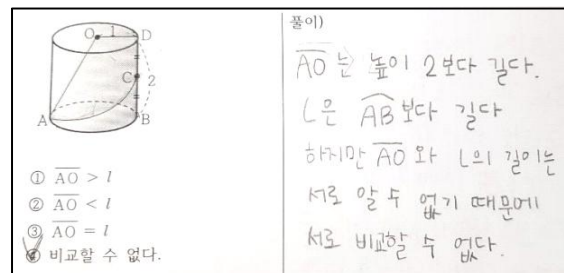 O
1
D
C
2
A
B
① AO > l
② AO < l
③ AO = l
④ 비교할 수 없다.
풀이)
AO는 높이 2보다 길다.
l은 AB보다 길다
하지만 AO와 l의 길이는
서로 알 수 없기 때문에
서로 비교할 수 없다.